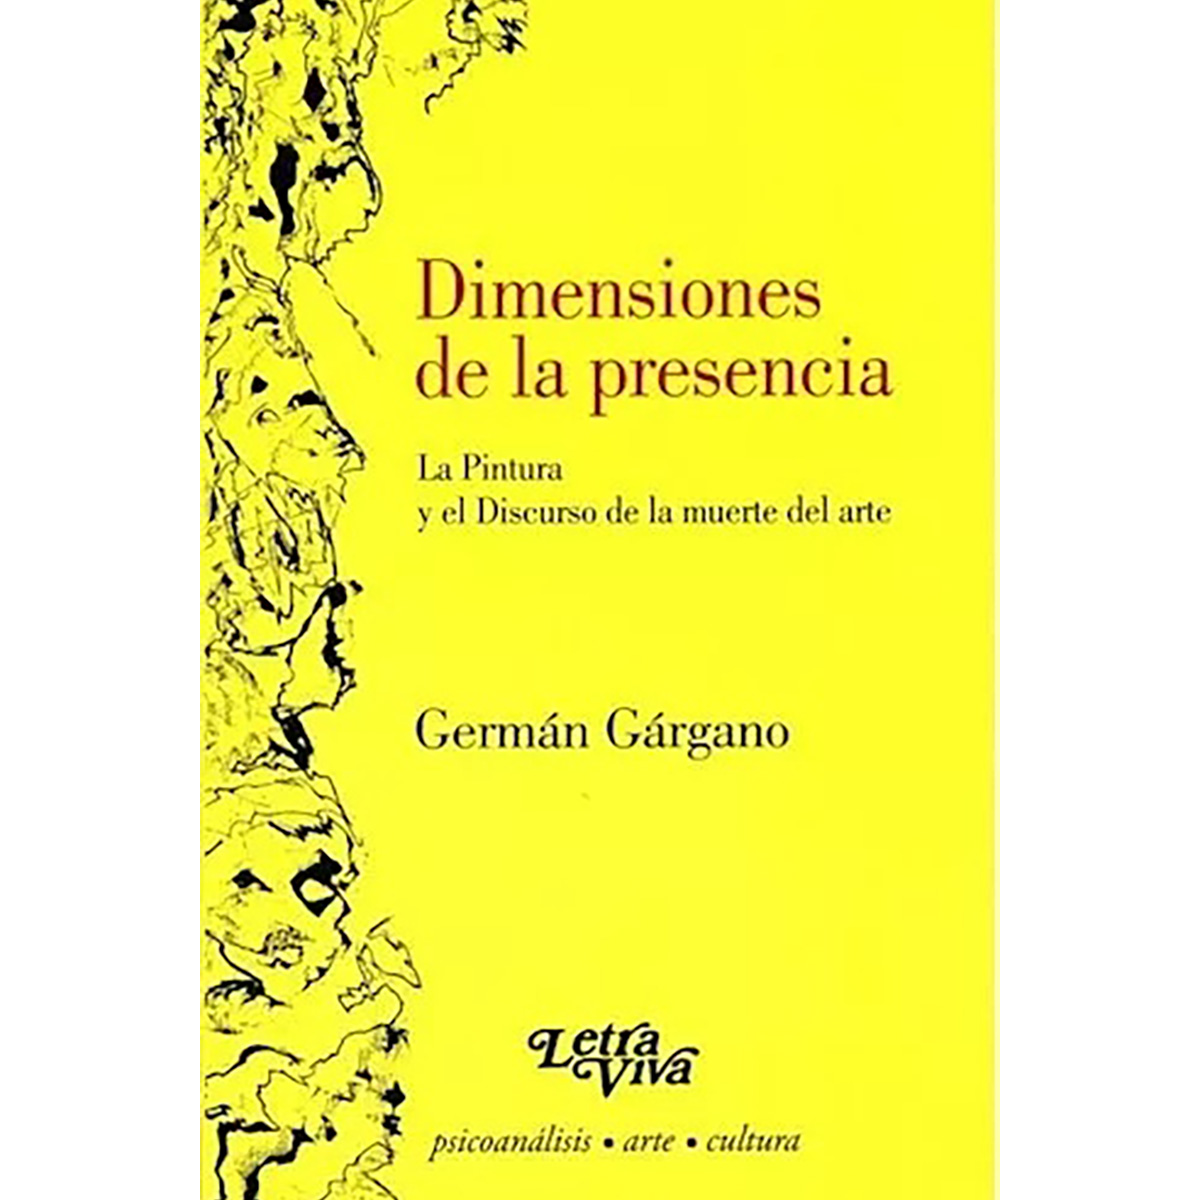 Dimensiones
de la presencia
La Pintura
y el Discurso de la muerte del arte
Germán Gárgano
Letra
Viva
psicoanálisis • arte • cultura